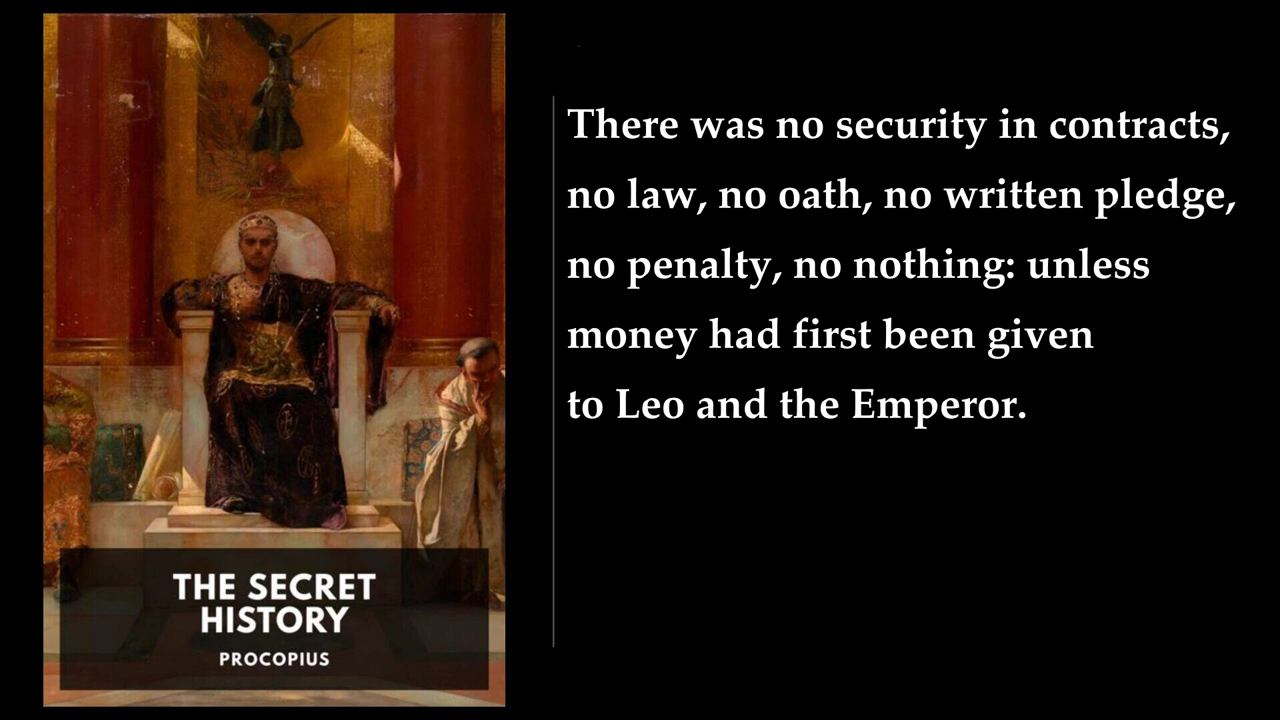 THE SECRET
HISTORY
PROCOPIUS
There was no security in contracts,
no law, no oath, no written pledge,
no penalty, no nothing: unless
money had first been given
to Leo and the Emperor.